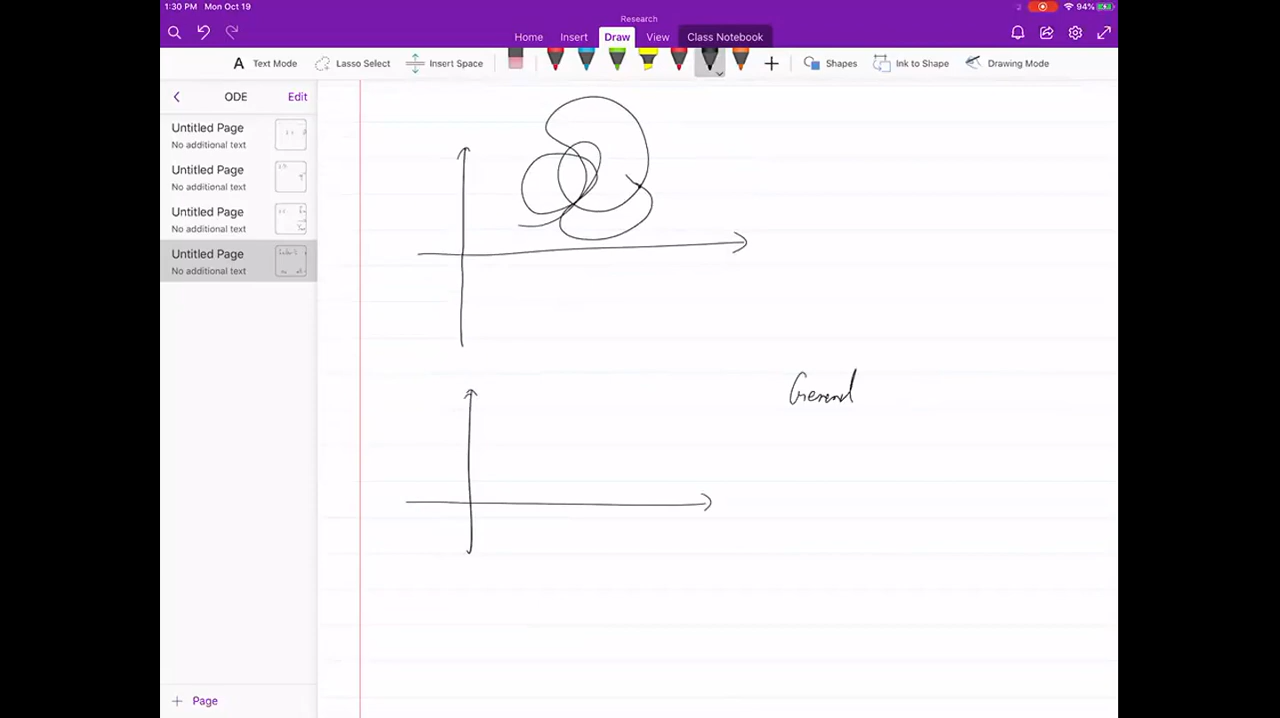 1:30 PM Mon Oct 19
94%
Research
Home Insert Draw View Class Notebook
Text Mode Lasso Select Insert Space Shapes Ink to Shape Drawing Mode
ODE Edit
Untitled Page
No additional text
Untitled Page
No additional text
Untitled Page
No additional text
Untitled Page
No additional text
General
Page